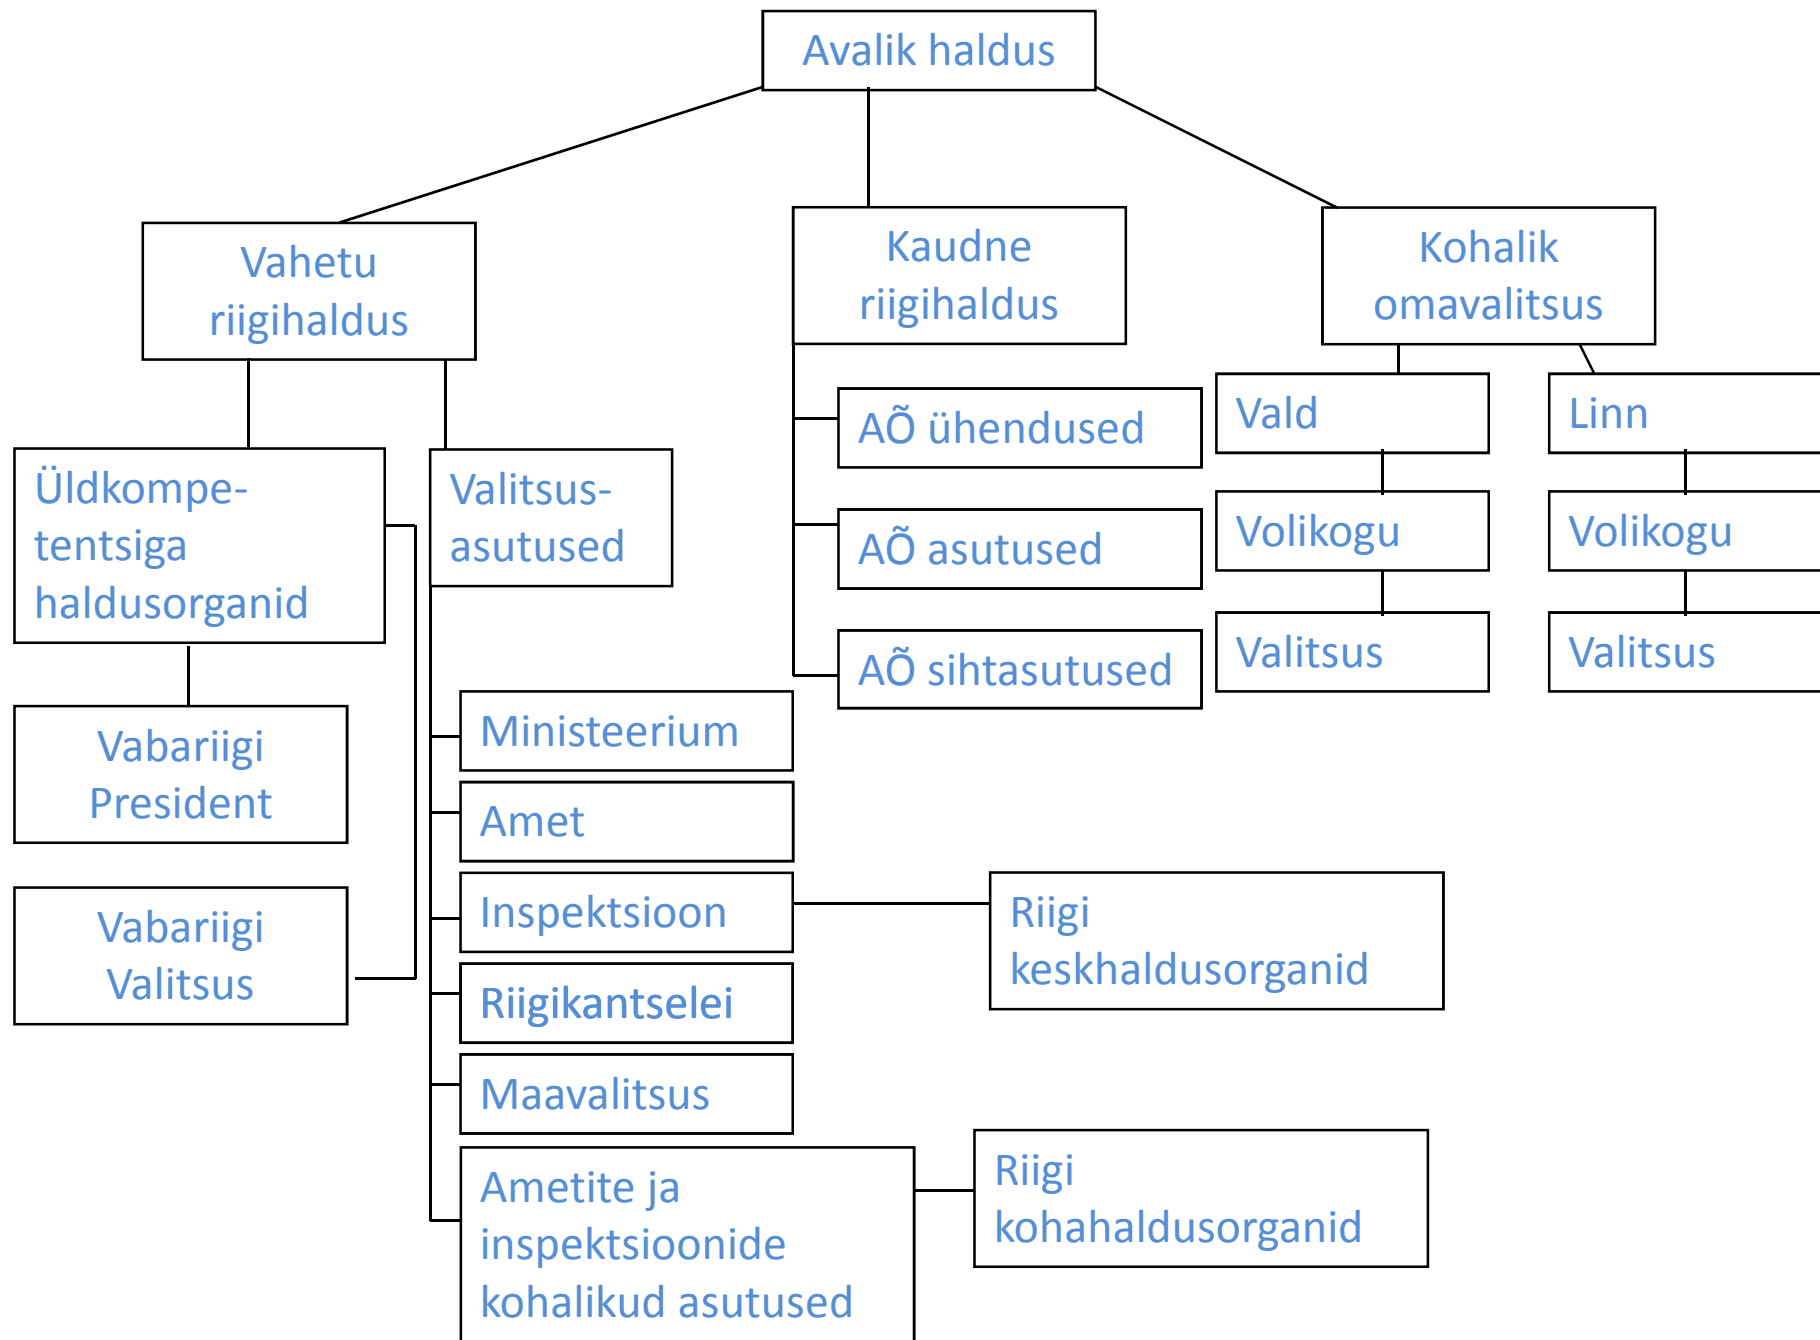 Avalik haldus
Vahetu
riigihaldus
Kaudne
riigihaldus
Kohalik
omavalitsus
Üldkompe-
tentsiga
haldusorganid
Valitsus-
asutused
AÕ ühendused
AÕ asutused
AÕ sihtasutused
Vald
Volikogu
Valitsus
Linn
Volikogu
Valitsus
Vabariigi
President
Vabariigi
Valitsus
Ministeerium
Amet
Inspektsioon
Riigikantselei
Maavalitsus
Ametite ja
inspektsioonide
kohalikud asutused
Riigi
keskhaldusorganid
Riigi
kohahaldusorganid